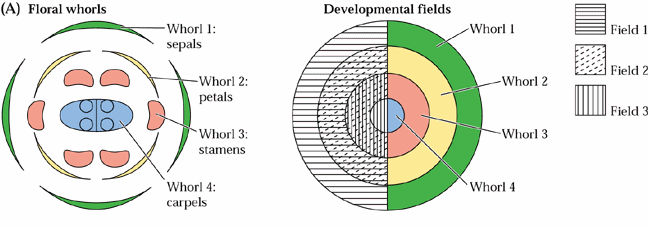 (A) Floral whorls
Whorl 1:
sepals
Whorl 2:
petals
Whorl 3:
stamens
Whorl 4:
carpels
Developmental fields
Whorl 1
Whorl 2
Whorl 3
Whorl 4
Field 1
Field 2
Field 3